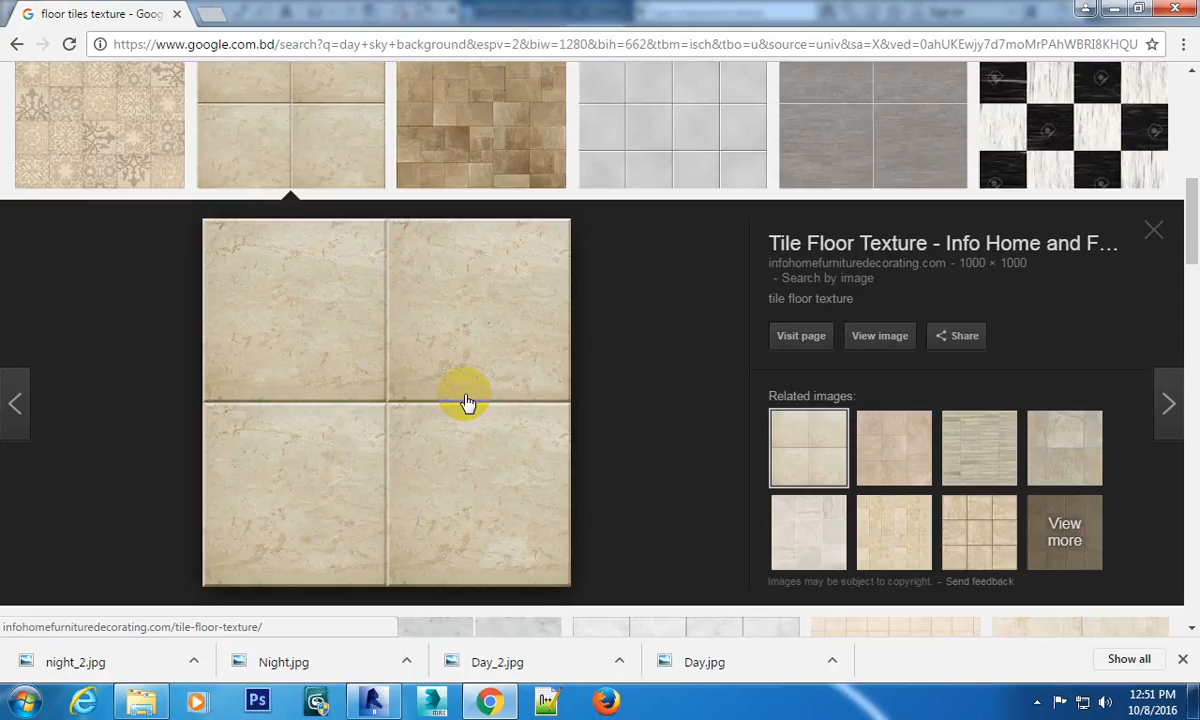 floor tiles texture - Goog
https://www.google.com.bd/search?q=day+sky+background&espv=2&biw=1280&bih=662&tbm=isch&tbo=u&source=univ&sa=X&ved=0ahUKEwjy7d7moMrPAhWBRI8KHQU
Tile Floor Texture - Info Home and F...
infohomefurnituredecorating.com - 1000 × 1000
- Search by image
tile floor texture
Visit page
View image
Share
Related images:
View
more
Images may be subject to copyright. - Send feedback
infohomefurnituredecorating.com/tile-floor-texture/
night_2.jpg
Night.jpg
Day_2.jpg
Day.jpg
Show all
Ps
MAX
12:51 PM
10/8/2016